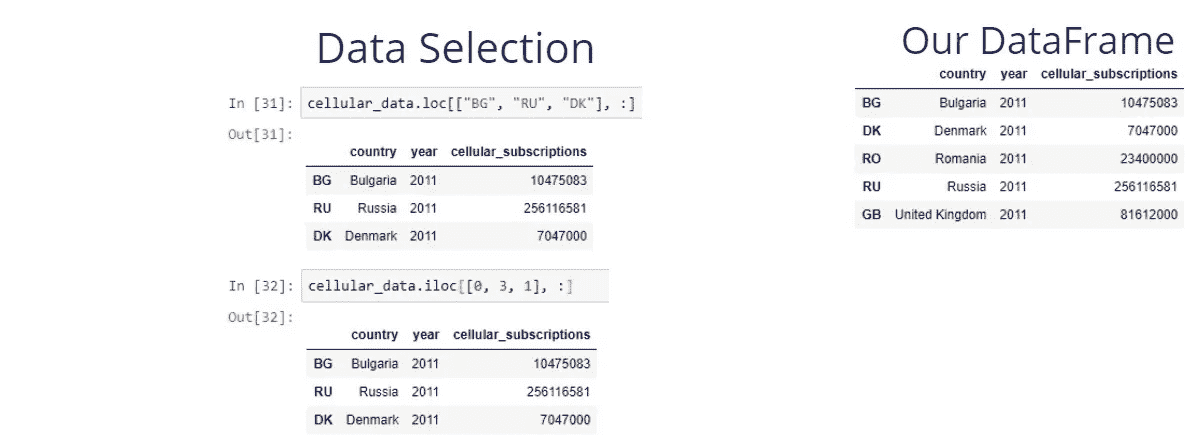 Data Selection
In [31]: cellular_data.loc[["BG", "RU", "DK"], :]
Out[31]:
country year cellular_subscriptions
BG Bulgaria 2011 10475083
RU Russia 2011 256116581
DK Denmark 2011 7047000
In [32]: cellular_data.iloc[[0, 3, 1], :]
Out[32]:
country year cellular_subscriptions
BG Bulgaria 2011 10475083
RU Russia 2011 256116581
DK Denmark 2011 7047000
Our DataFrame
country year cellular_subscriptions
BG Bulgaria 2011 10475083
DK Denmark 2011 7047000
RO Romania 2011 23400000
RU Russia 2011 256116581
GB United Kingdom 2011 81612000